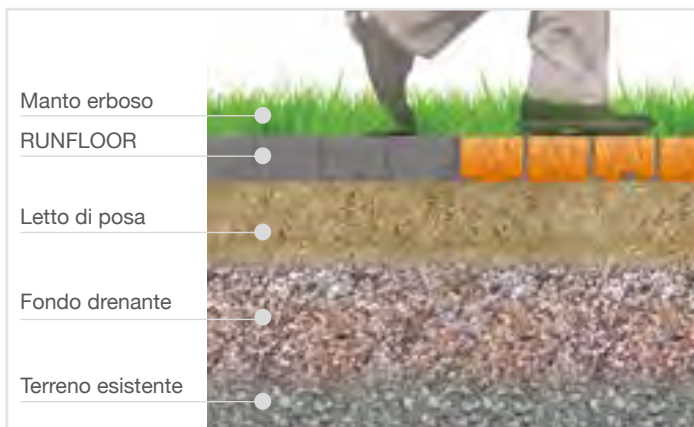 Manto erboso
RUNFLOOR
Letto di posa
Fondo drenante
Terreno esistente